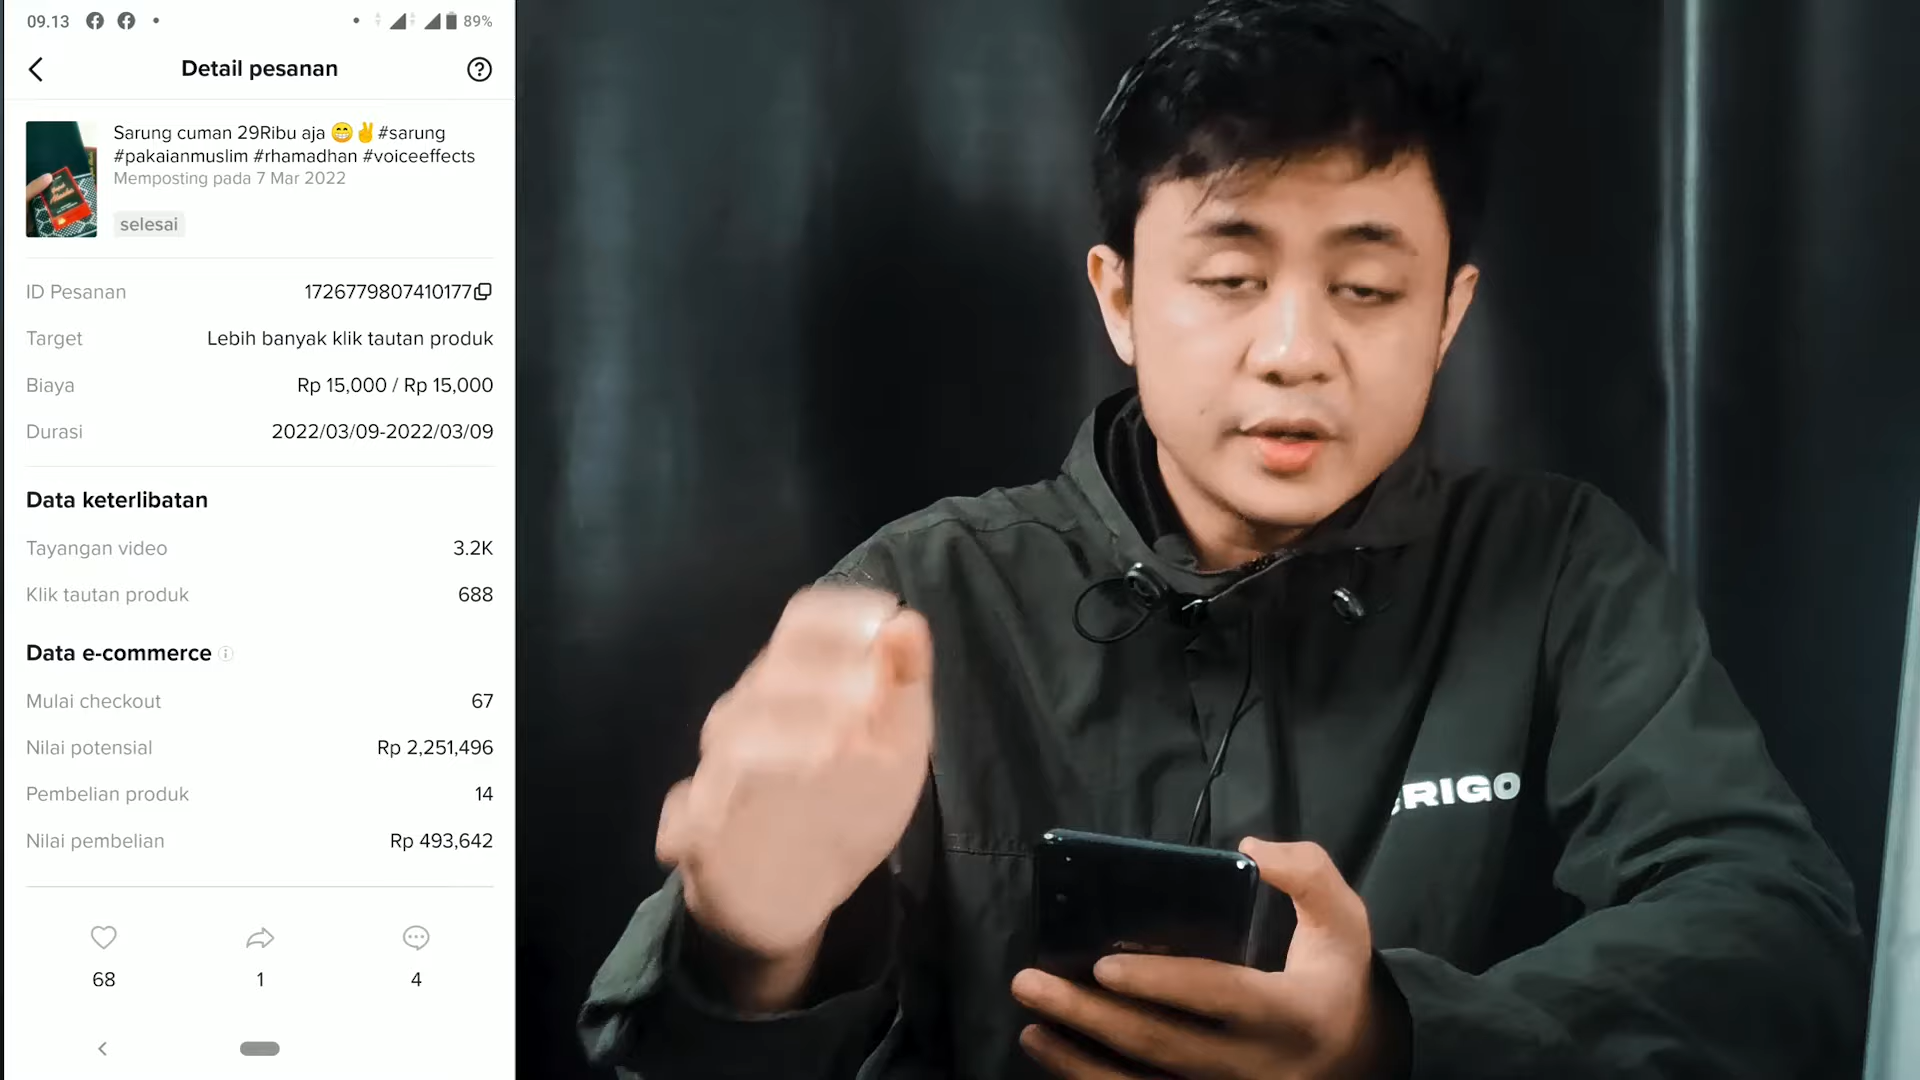 09.13
89%
Detail pesanan
Sarung cuman 29Ribu aja 😁✌️#sarung
#pakaianmuslim #rhamadhan #voiceeffects
Memposting pada 7 Mar 2022
selesai
ID Pesanan 1726779807410177
Target Lebih banyak klik tautan produk
Biaya Rp 15,000 / Rp 15,000
Durasi 2022/03/09-2022/03/09
Data keterlibatan
Tayangan video 3.2K
Klik tautan produk 688
Data e-commerce
Mulai checkout 67
Nilai potensial Rp 2,251,496
Pembelian produk 14
Nilai pembelian Rp 493,642
68 1 4
RIGO